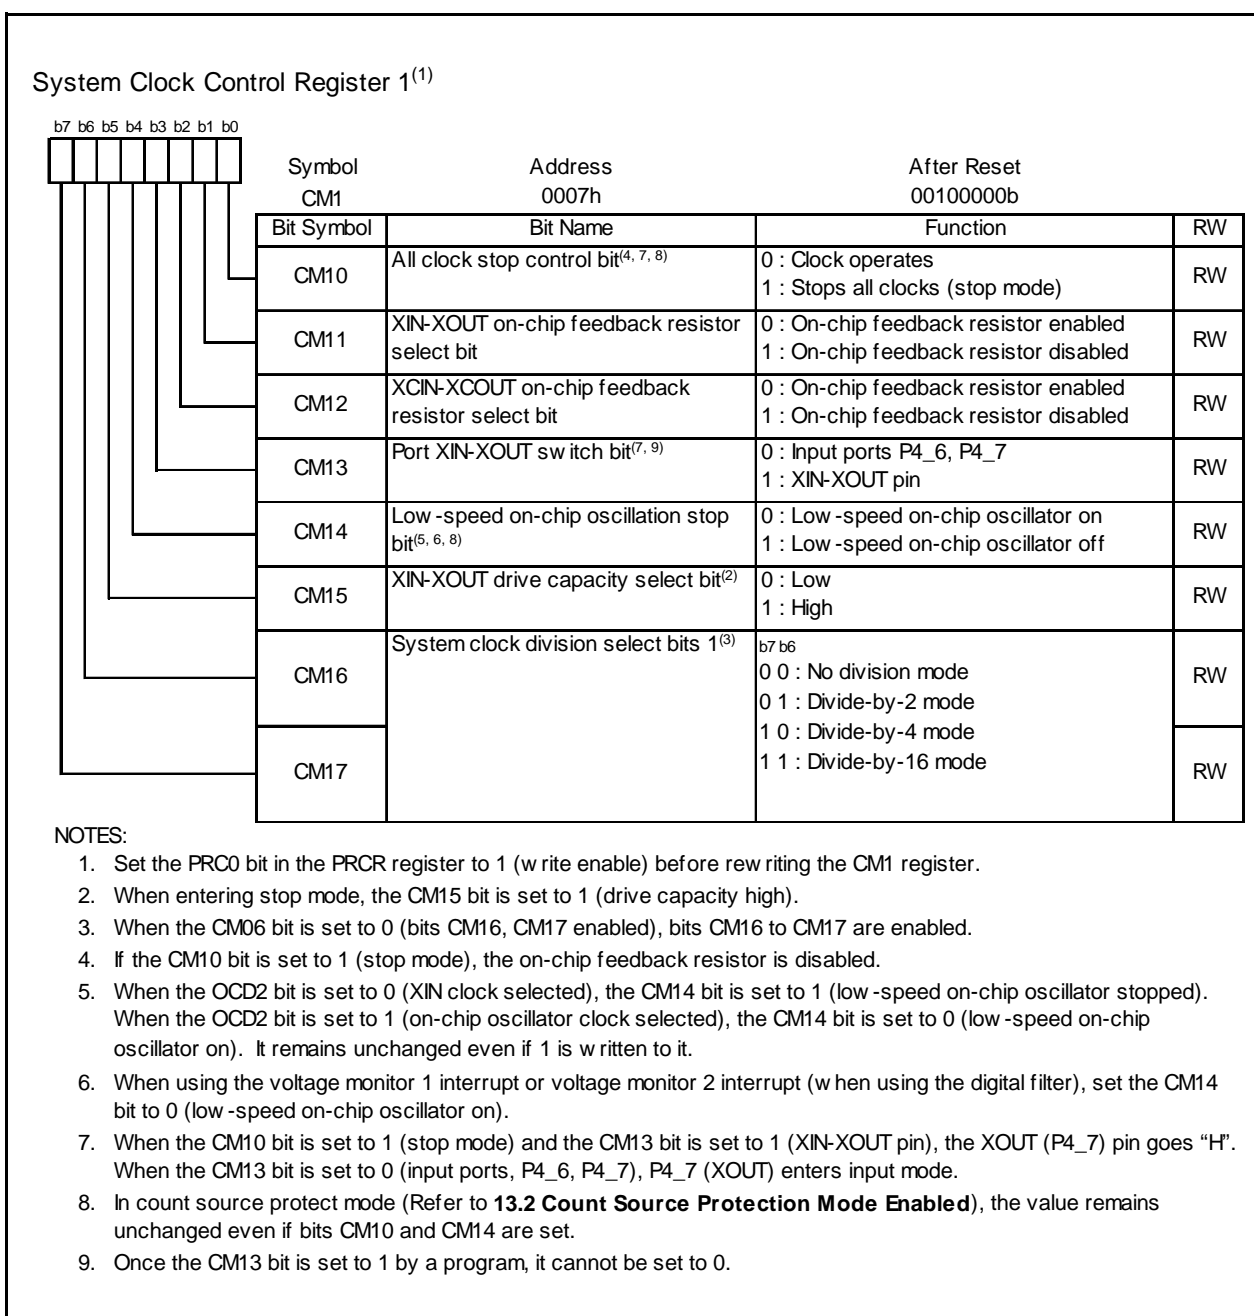 System Clock Control Register 1(1)
b7 b6 b5 b4 b3 b2 b1 b0
Symbol Address After Reset
CM1 0007h 00100000b
Bit Symbol Bit Name Function RW
CM10 All clock stop control bit(4, 7, 8) 0 : Clock operates RW
1 : Stops all clocks (stop mode)
CM11 XIN-XOUT on-chip feedback resistor 0 : On-chip feedback resistor enabled RW
select bit 1 : On-chip feedback resistor disabled
CM12 XCIN-XCOUT on-chip feedback 0 : On-chip feedback resistor enabled RW
resistor select bit 1 : On-chip feedback resistor disabled
CM13 Port XIN-XOUT switch bit(7, 9) 0 : Input ports P4_6, P4_7 RW
1 : XIN-XOUT pin
CM14 Low-speed on-chip oscillation stop 0 : Low-speed on-chip oscillator on RW
bit(5, 6, 8) 1 : Low-speed on-chip oscillator off
CM15 XIN-XOUT drive capacity select bit(2) 0 : Low RW
1 : High
System clock division select bits 1(3) b7 b6
CM16 0 0 : No division mode RW
0 1 : Divide-by-2 mode
1 0 : Divide-by-4 mode
CM17 1 1 : Divide-by-16 mode RW
NOTES:
1. Set the PRC0 bit in the PRCR register to 1 (write enable) before rewriting the CM1 register.
2. When entering stop mode, the CM15 bit is set to 1 (drive capacity high).
3. When the CM06 bit is set to 0 (bits CM16, CM17 enabled), bits CM16 to CM17 are enabled.
4. If the CM10 bit is set to 1 (stop mode), the on-chip feedback resistor is disabled.
5. When the OCD2 bit is set to 0 (XIN clock selected), the CM14 bit is set to 1 (low-speed on-chip oscillator stopped).
When the OCD2 bit is set to 1 (on-chip oscillator clock selected), the CM14 bit is set to 0 (low-speed on-chip
oscillator on). It remains unchanged even if 1 is written to it.
6. When using the voltage monitor 1 interrupt or voltage monitor 2 interrupt (when using the digital filter), set the CM14
bit to 0 (low-speed on-chip oscillator on).
7. When the CM10 bit is set to 1 (stop mode) and the CM13 bit is set to 1 (XIN-XOUT pin), the XOUT (P4_7) pin goes “H”.
When the CM13 bit is set to 0 (input ports, P4_6, P4_7), P4_7 (XOUT) enters input mode.
8. In count source protect mode (Refer to 13.2 Count Source Protection Mode Enabled), the value remains
unchanged even if bits CM10 and CM14 are set.
9. Once the CM13 bit is set to 1 by a program, it cannot be set to 0.